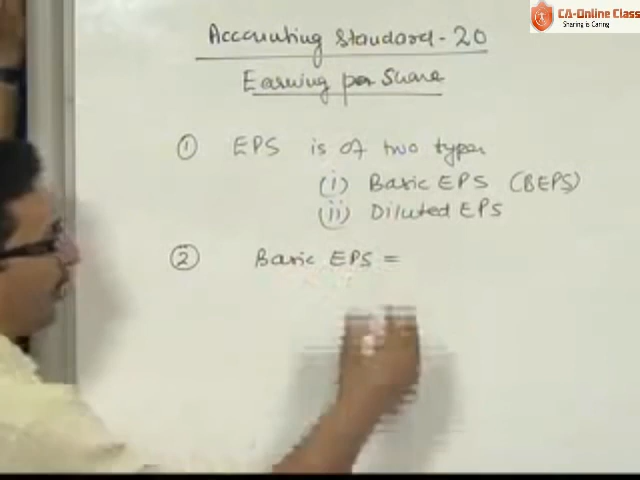 CA-Online Class
Sharing is Caring
Accounting Standard-20
Earning per Share
① EPS is of two types
(i) Basic EPS (BEPS)
(ii) Diluted EPS
② Basic EPS =